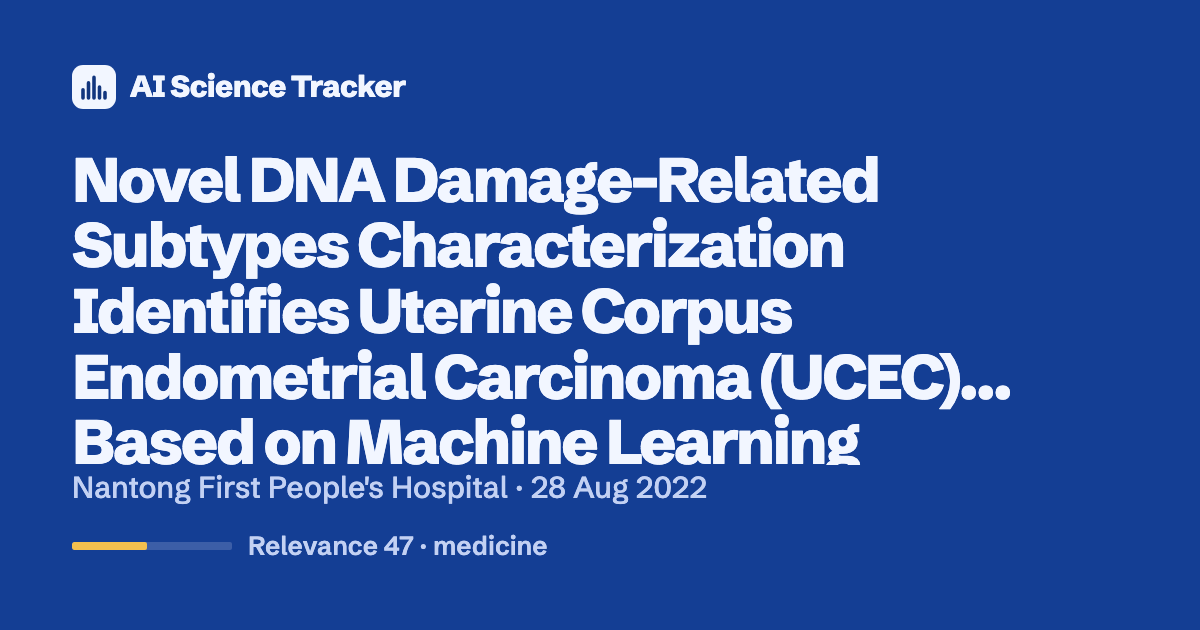 AI Science Tracker
Novel DNA Damage-Related
Subtypes Characterization
Identifies Uterine Corpus
Endometrial Carcinoma (UCEC)...
Based on Machine Learning
Nantong First People's Hospital · 28 Aug 2022
Relevance 47 · medicine